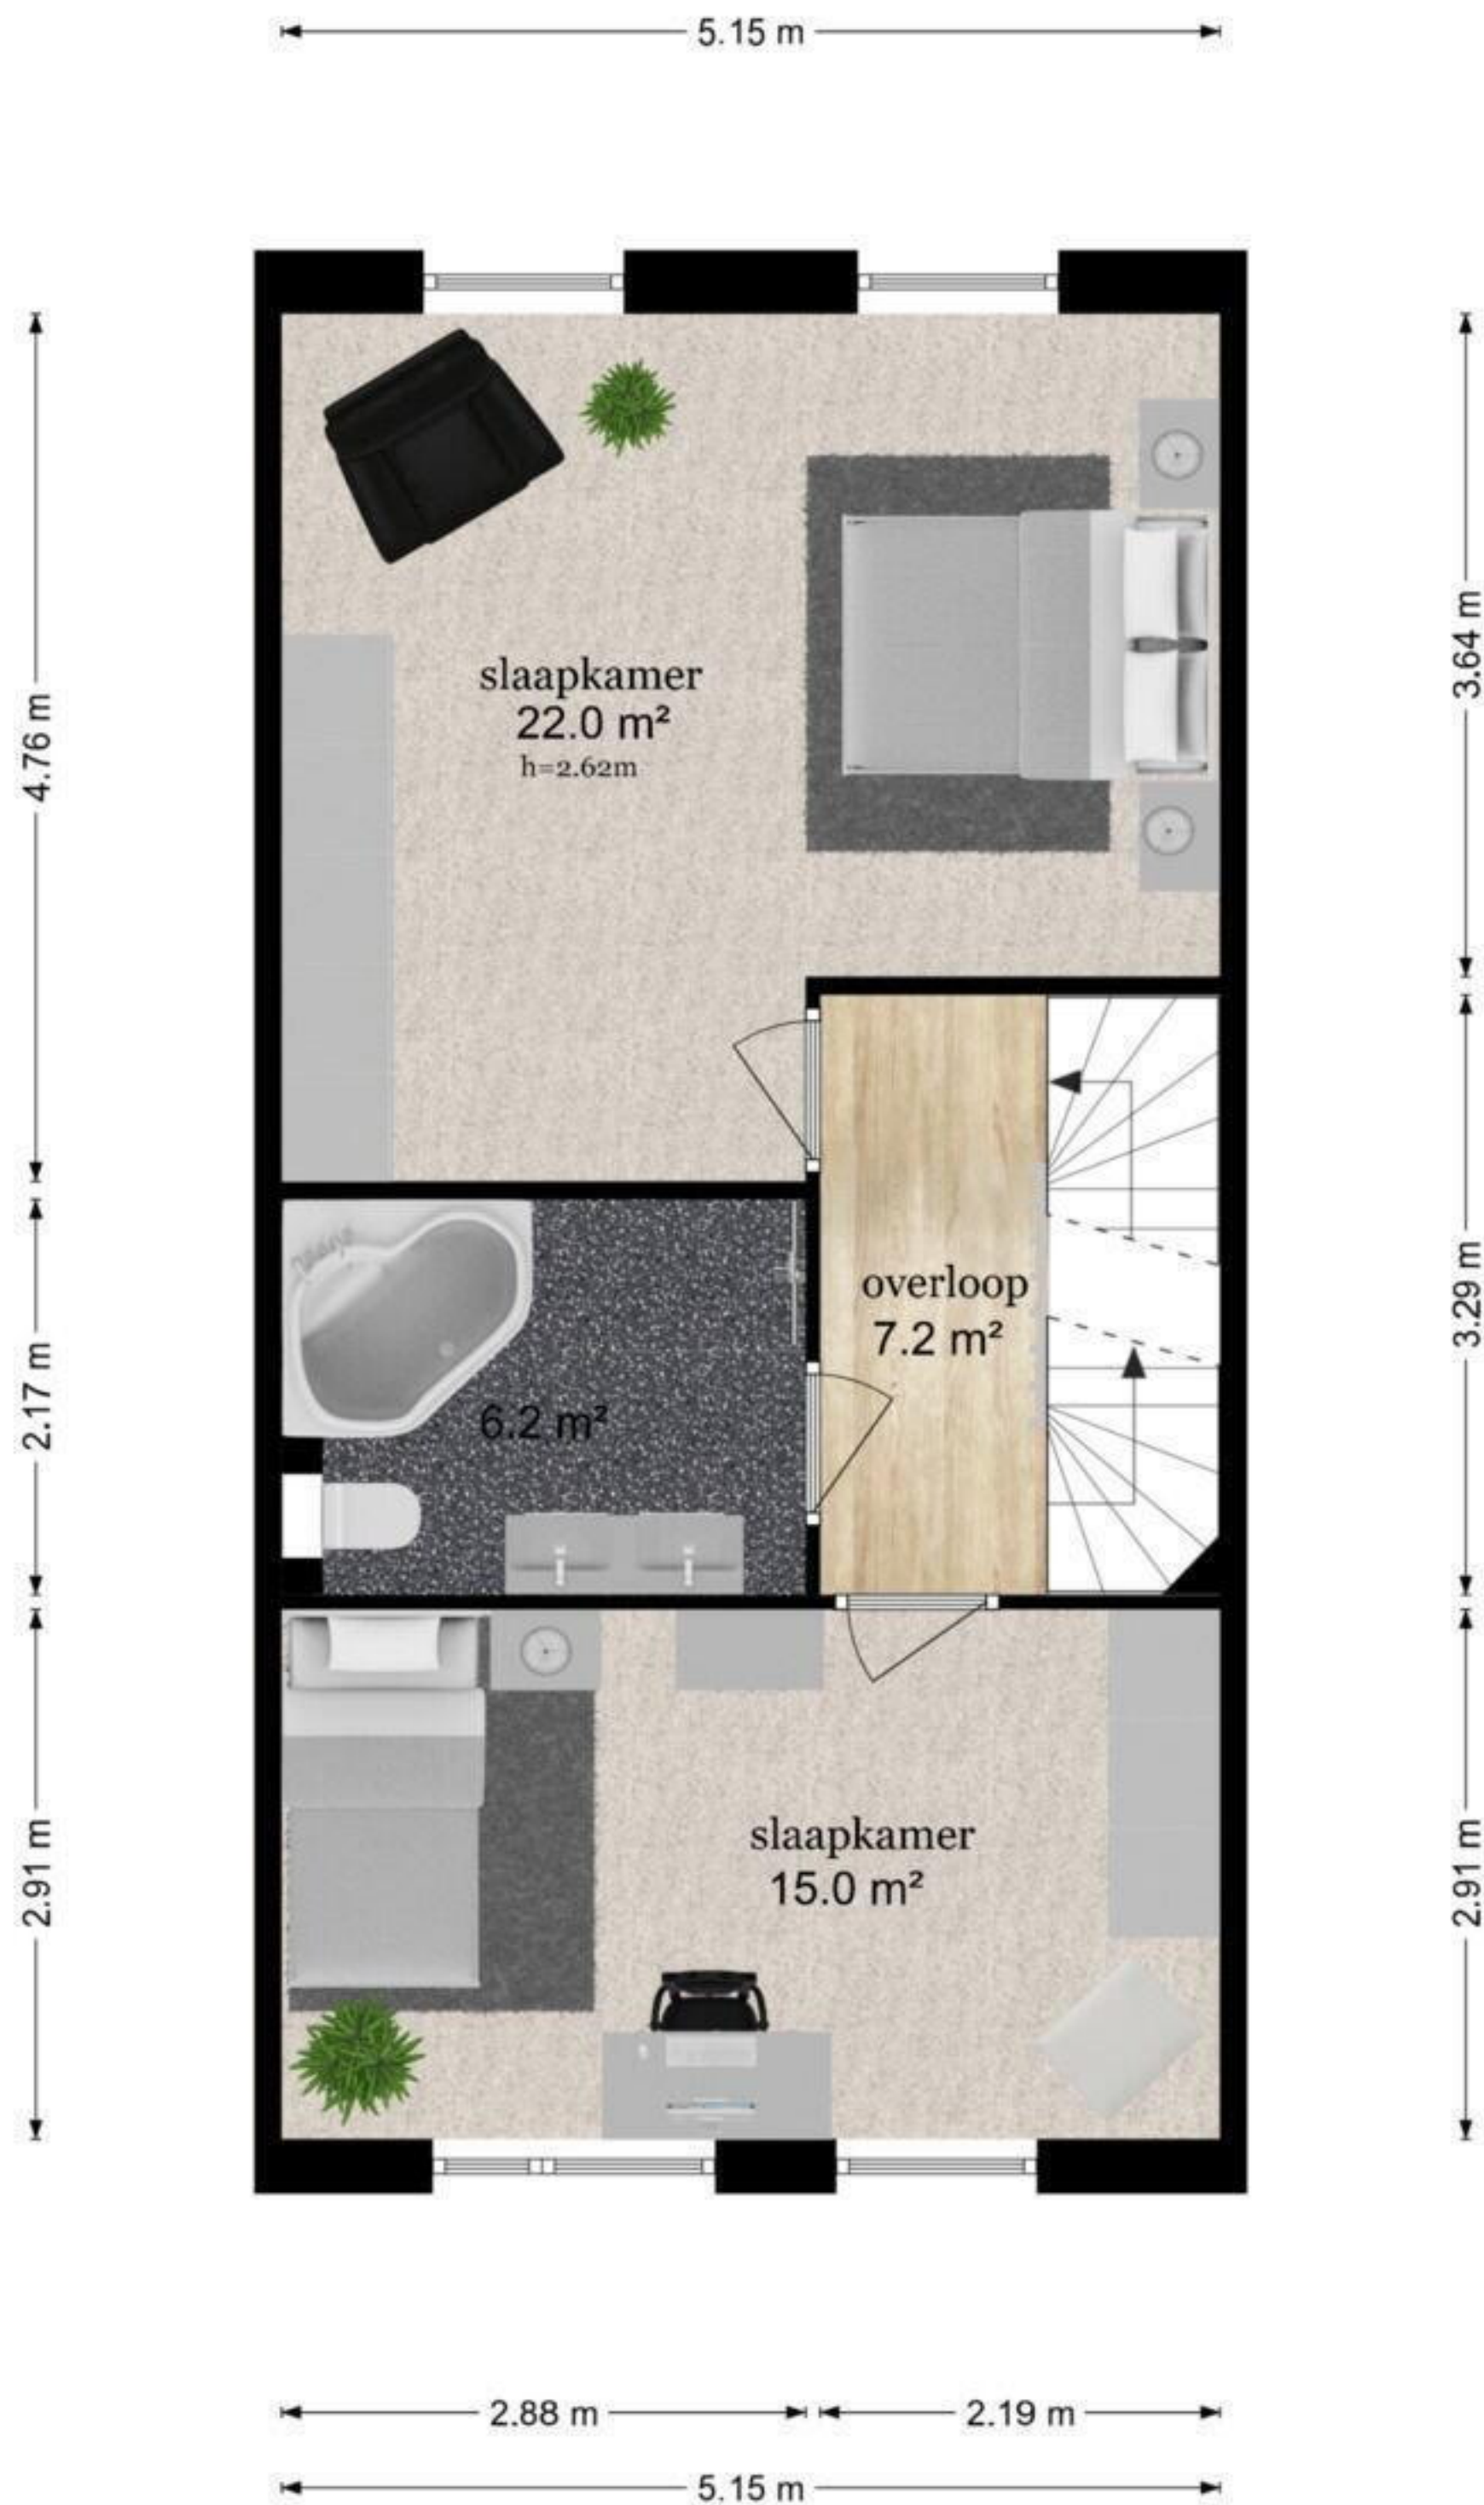 5.15 m
4.76 m
3.64 m
slaapkamer
22.0 m²
h=2.62m
overloop
7.2 m²
3.29 m
2.17 m
6.2 m²
slaapkamer
15.0 m²
2.91 m
2.91 m
2.88 m
2.19 m
5.15 m